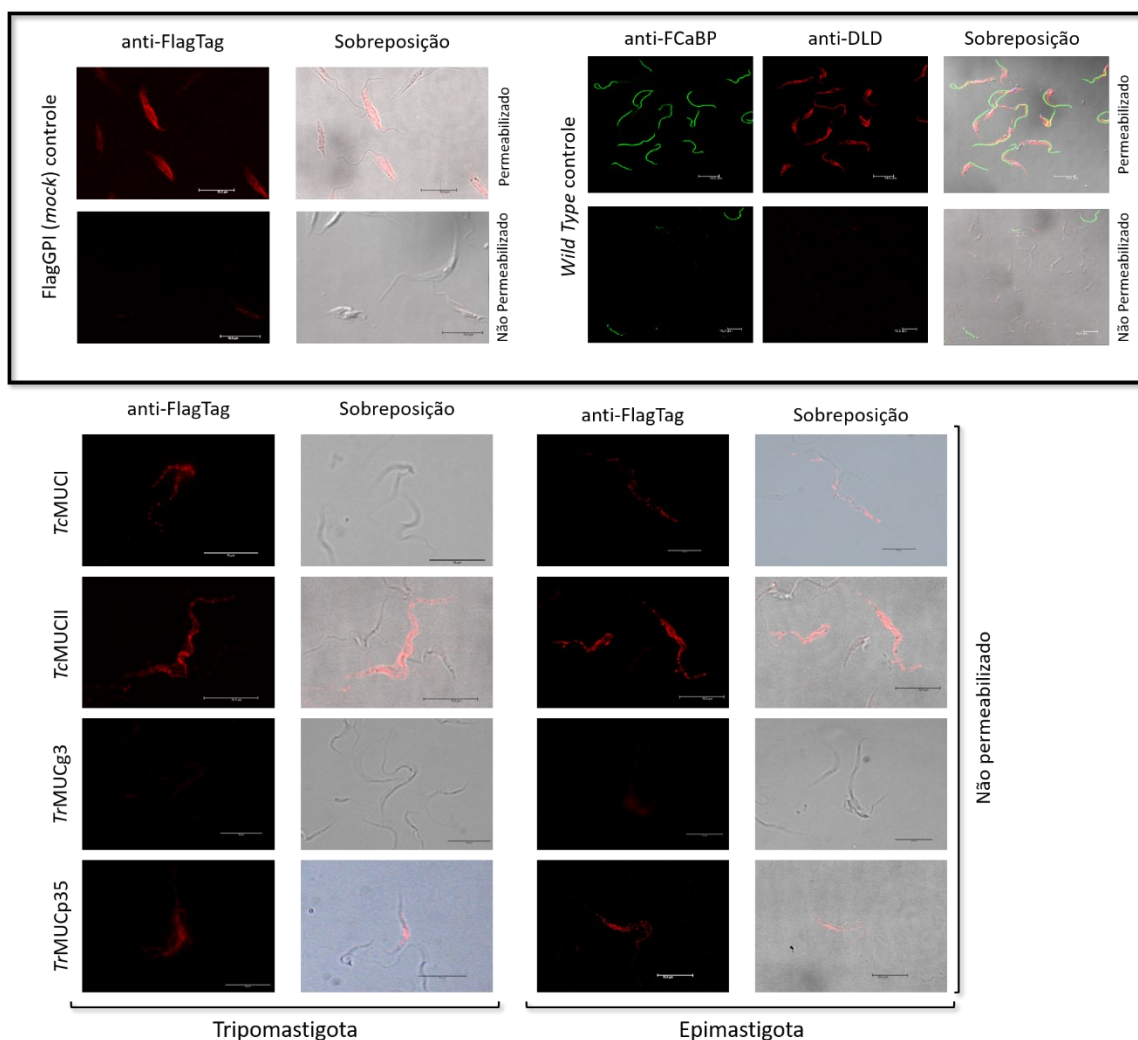 anti-FlagTag
Sobreposição
FlagGPI (mock) controle
Permeabilizado
Não Permeabilizado
anti-FCaBP
anti-DLD
Sobreposição
Wild Type controle
Permeabilizado
Não Permeabilizado
anti-FlagTag
Sobreposição
anti-FlagTag
Sobreposição
TcMUCI
TcMUCII
TrMUCg3
TrMUCp35
Não permeabilizado
Tripomastigota
Epimastigota